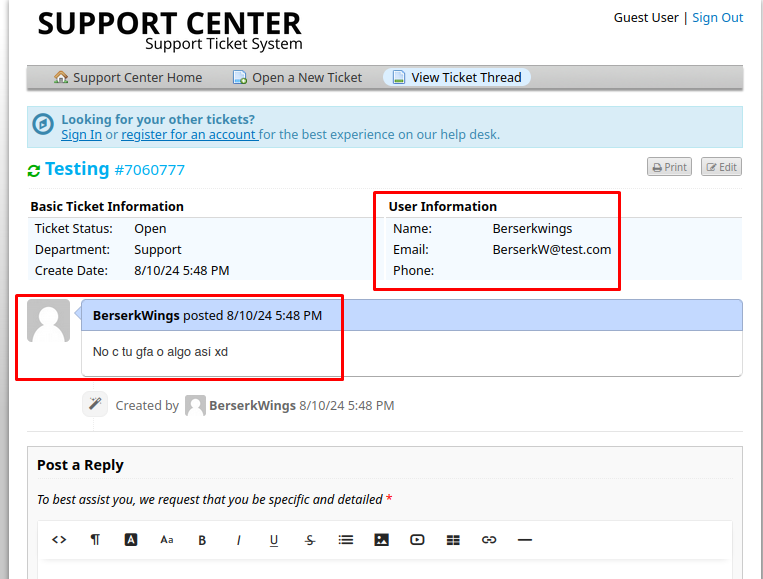 SUPPORT CENTER
Support Ticket System
Guest User | Sign Out
Support Center Home Open a New Ticket View Ticket Thread
Looking for your other tickets?
Sign In or register for an account for the best experience on our help desk.
Testing #7060777
Print Edit
Basic Ticket Information
Ticket Status: Open
Department: Support
Create Date: 8/10/24 5:48 PM
User Information
Name: Berserkwings
Email: BerserkW@test.com
Phone:
BerserkWings posted 8/10/24 5:48 PM
No c tu gfa o algo asi xd
Created by BerserkWings 8/10/24 5:48 PM
Post a Reply
To best assist you, we request that you be specific and detailed *
<> ¶ A Aa B I U S